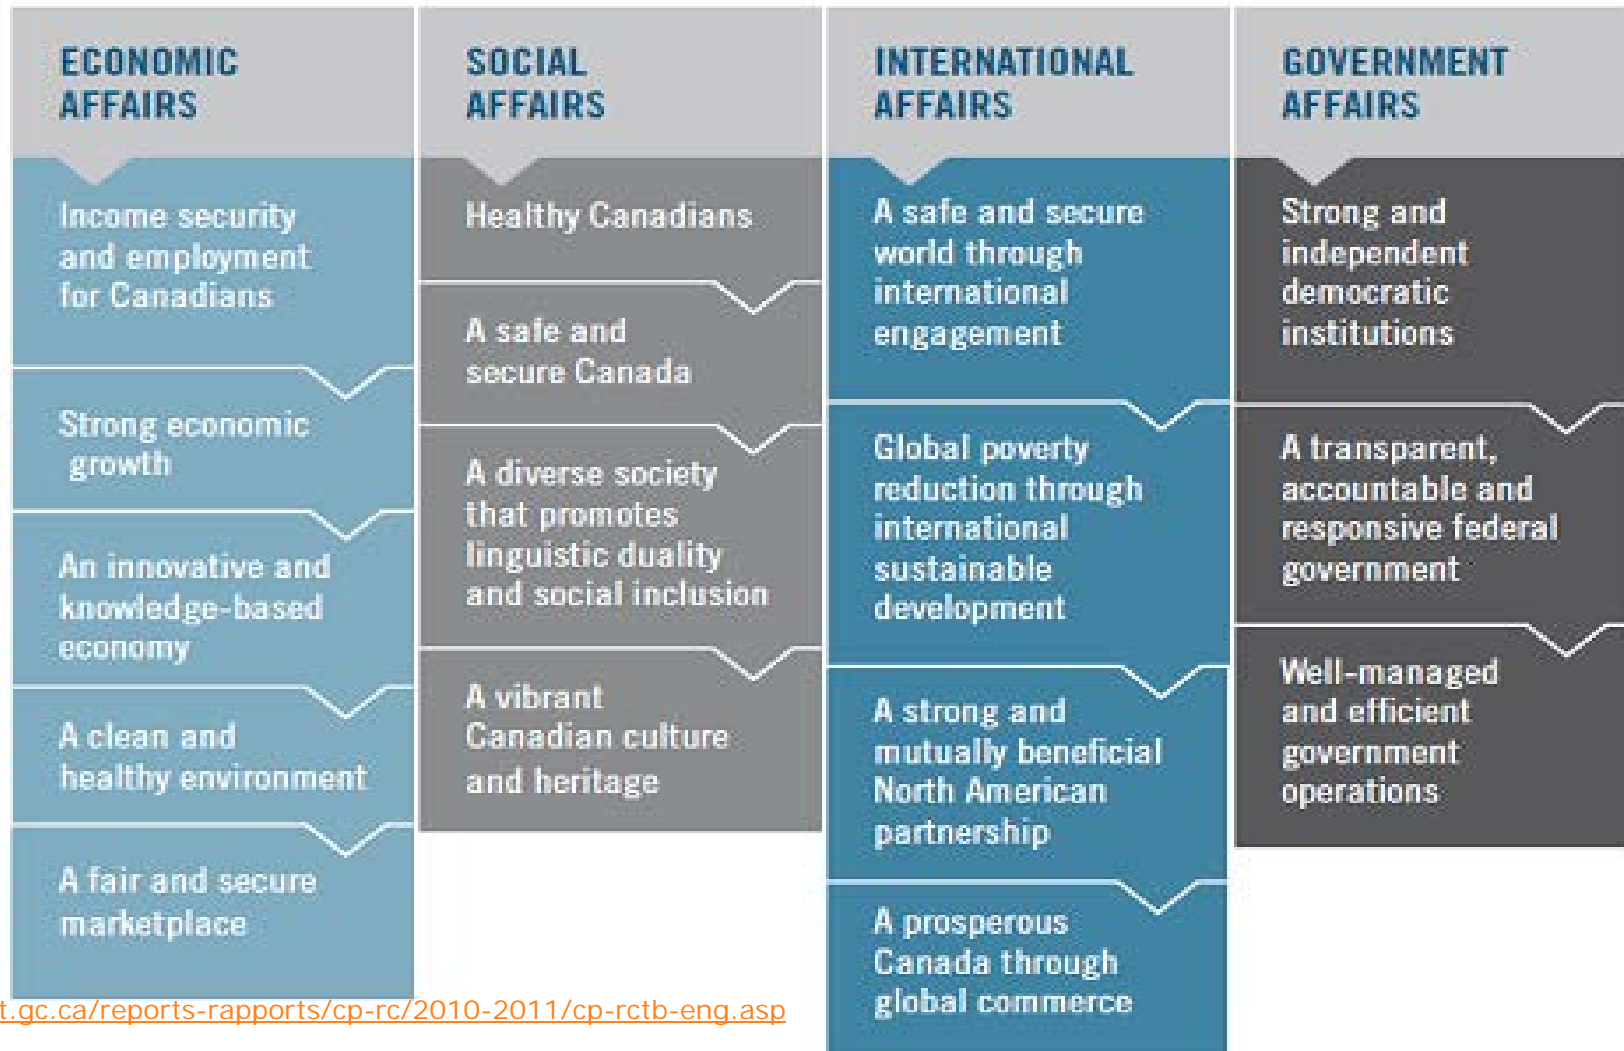 ECONOMIC
AFFAIRS
Income security
and employment
for Canadians
Strong economic
growth
An innovative and
knowledge-based
economy
A clean and
healthy environment
A fair and secure
marketplace
SOCIAL
AFFAIRS
Healthy Canadians
A safe and
secure Canada
A diverse society
that promotes
linguistic duality
and social inclusion
A vibrant
Canadian culture
and heritage
INTERNATIONAL
AFFAIRS
A safe and secure
world through
international
engagement
Global poverty
reduction through
international
sustainable
development
A strong and
mutually beneficial
North American
partnership
A prosperous
Canada through
global commerce
GOVERNMENT
AFFAIRS
Strong and
independent
democratic
institutions
A transparent,
accountable and
responsive federal
government
Well-managed
and efficient
government
operations
t.gc.ca/reports-rapports/cp-rc/2010-2011/cp-rctb-eng.asp